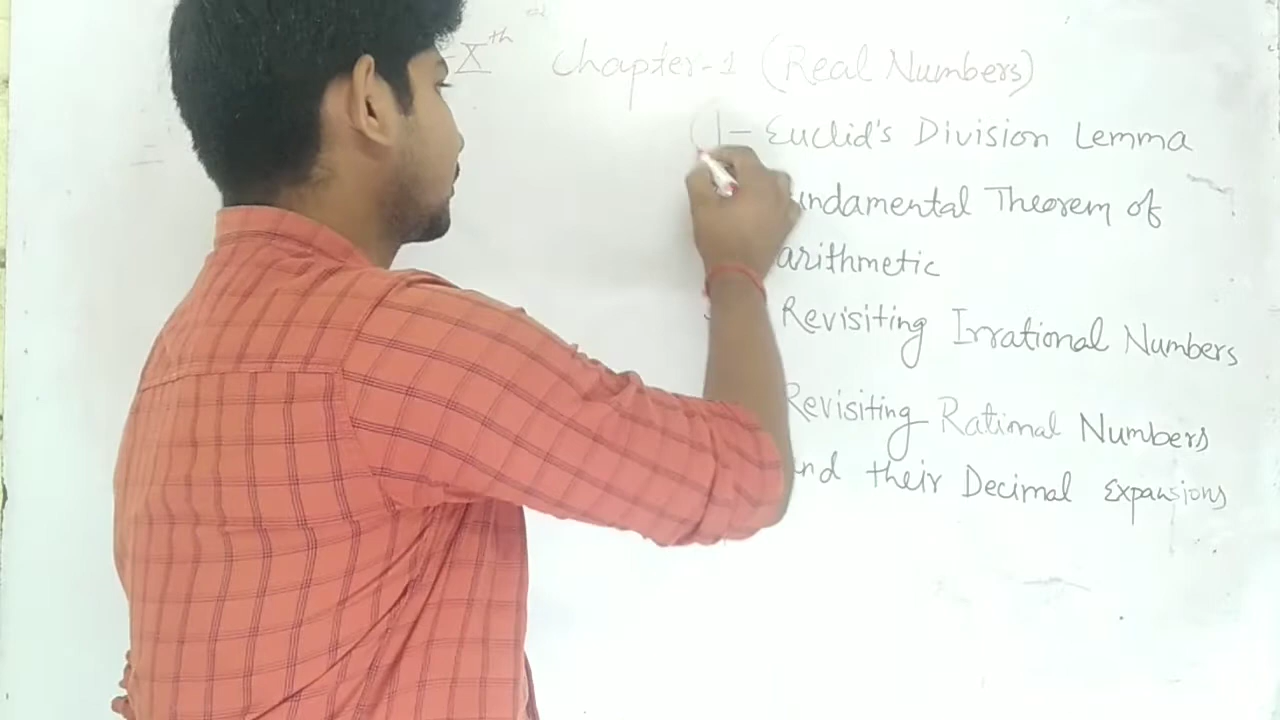 -Xth Chapter-1 (Real Numbers)
1- Euclid's Division Lemma
undamental Theorem of
arithmetic
Revisiting Irrational Numbers
Revisiting Rational Numbers
nd their Decimal Expansions